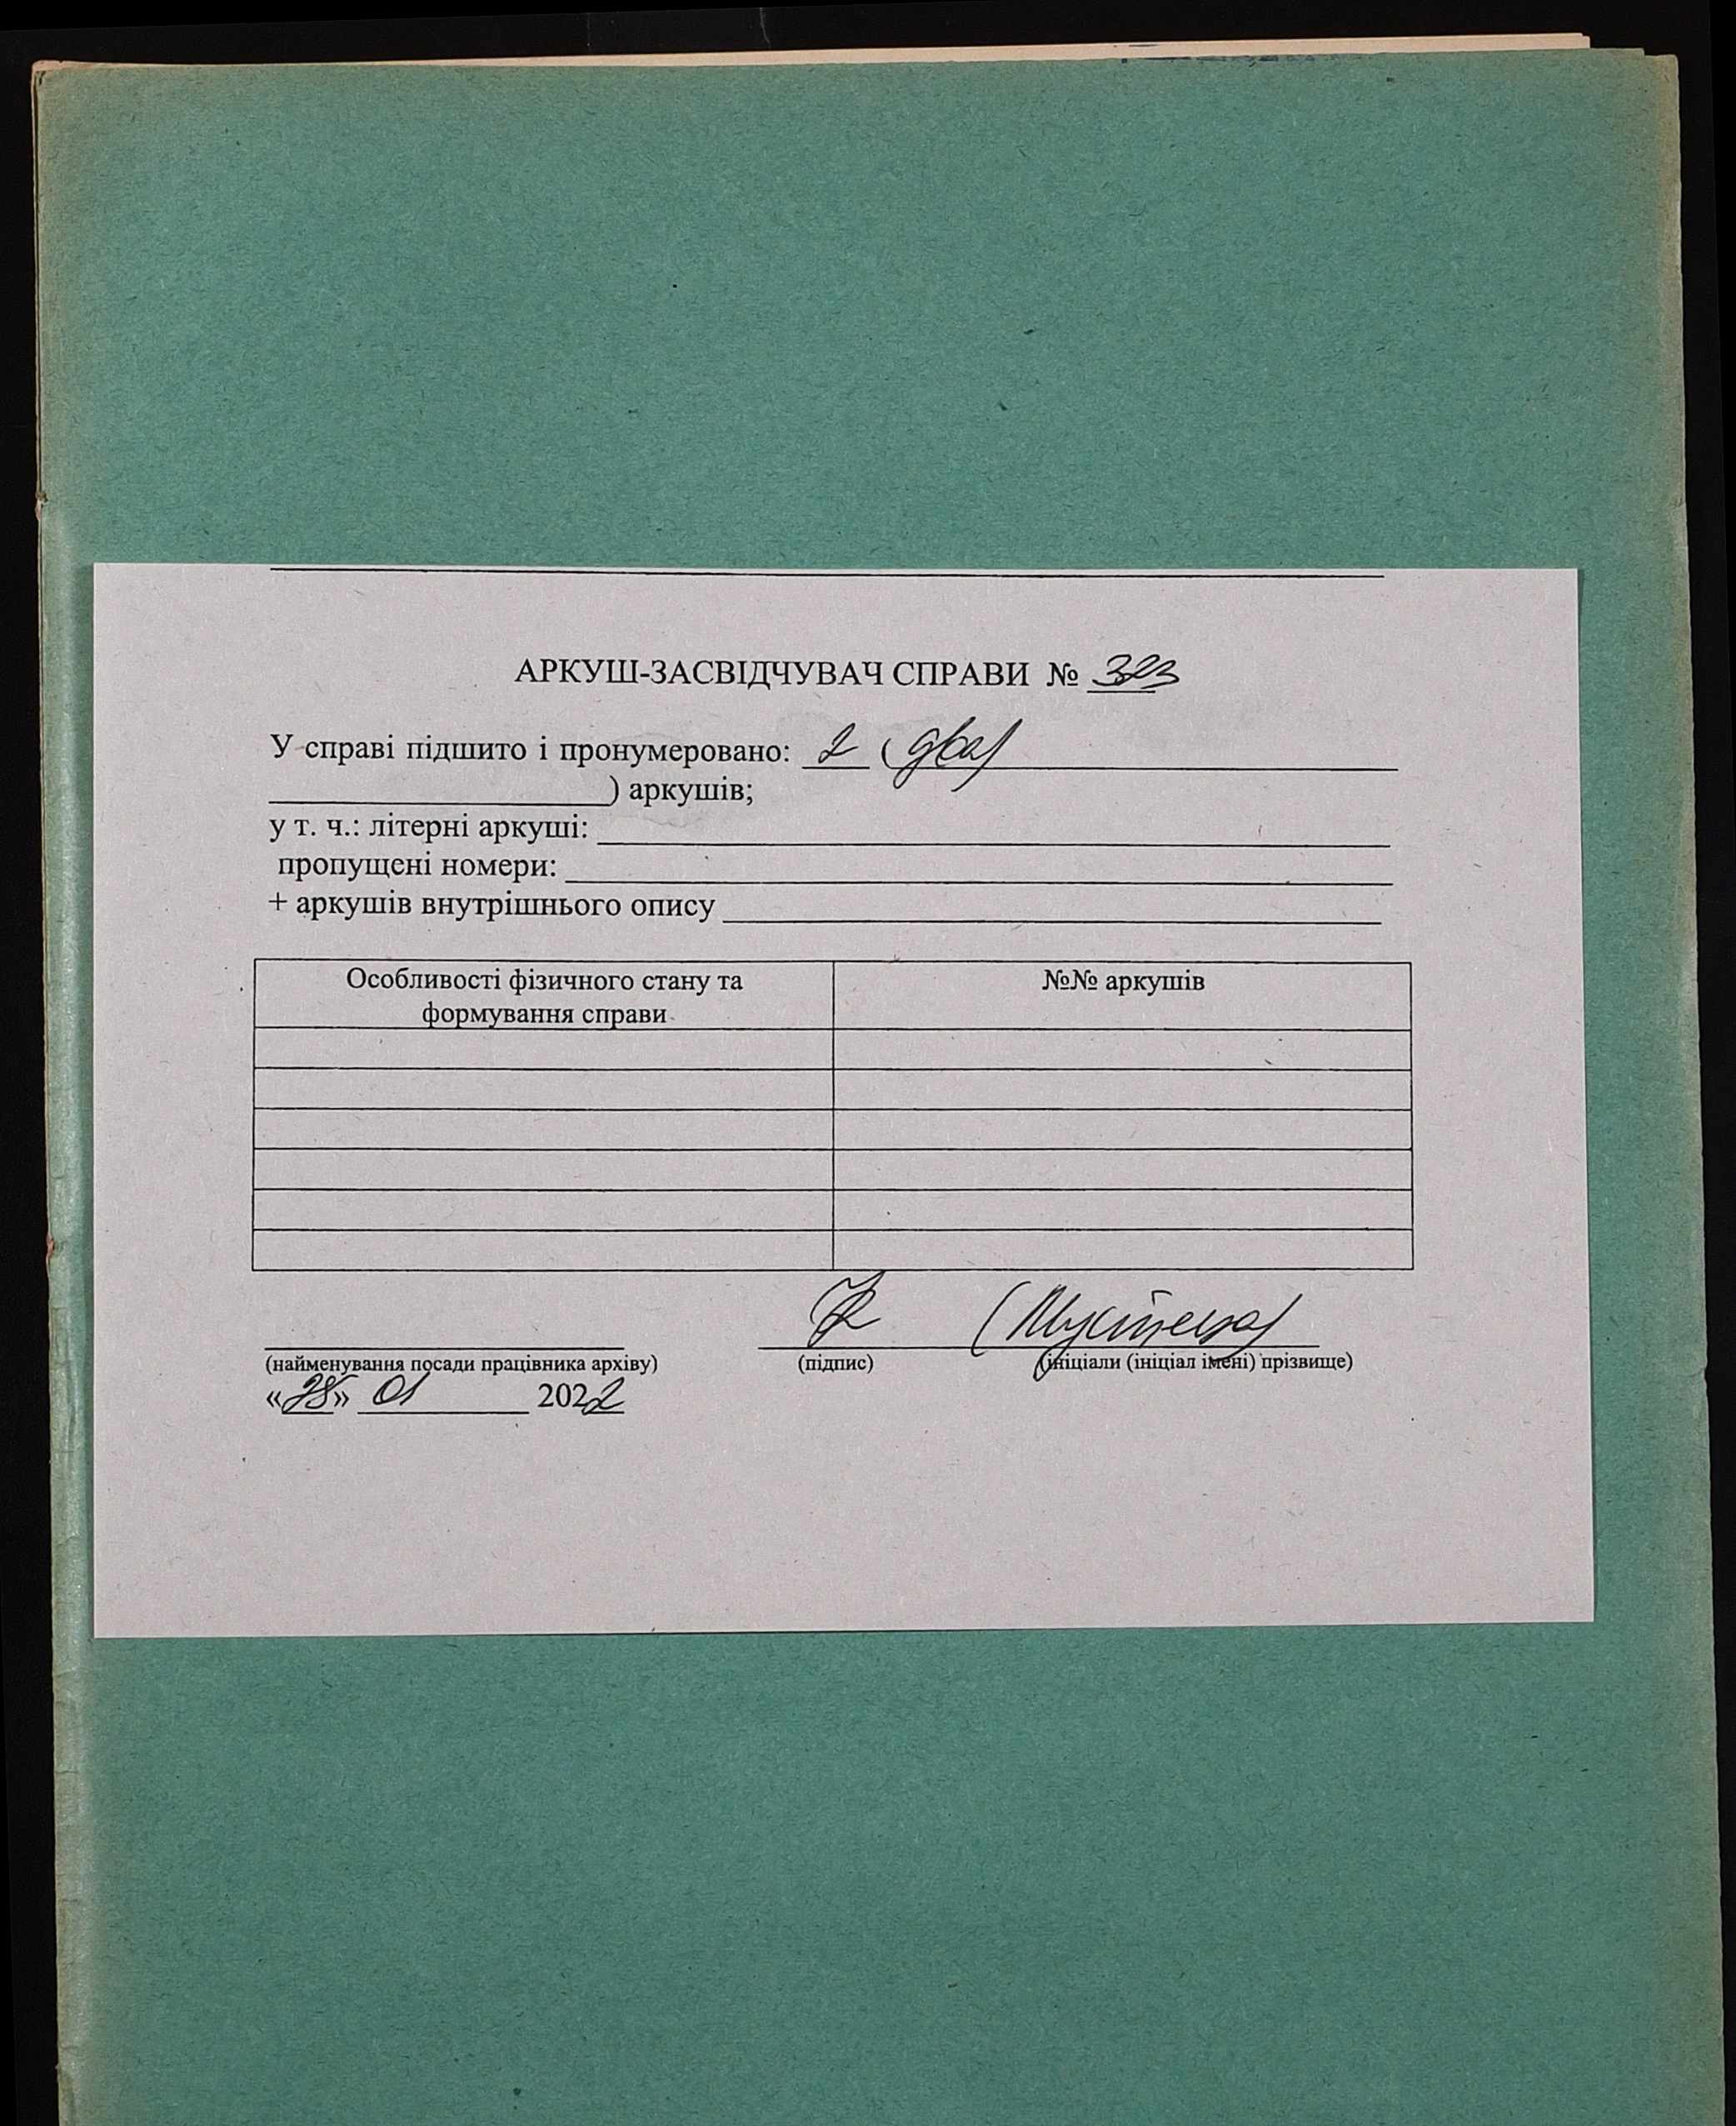 АРКУШ-ЗАСВІДЧУВАЧ СПРАВИ № 323
У справі підшито і пронумеровано: 2 (два)
) аркушів;
у т. ч.: літерні аркуші:
пропущені номери:
+ аркушів внутрішнього опису
Особливості фізичного стану та
формування справи
№№ аркушів
(найменування посади працівника архіву)
(підпис)
(ініціали (ініціал імені) прізвище)
«28» 01 2022